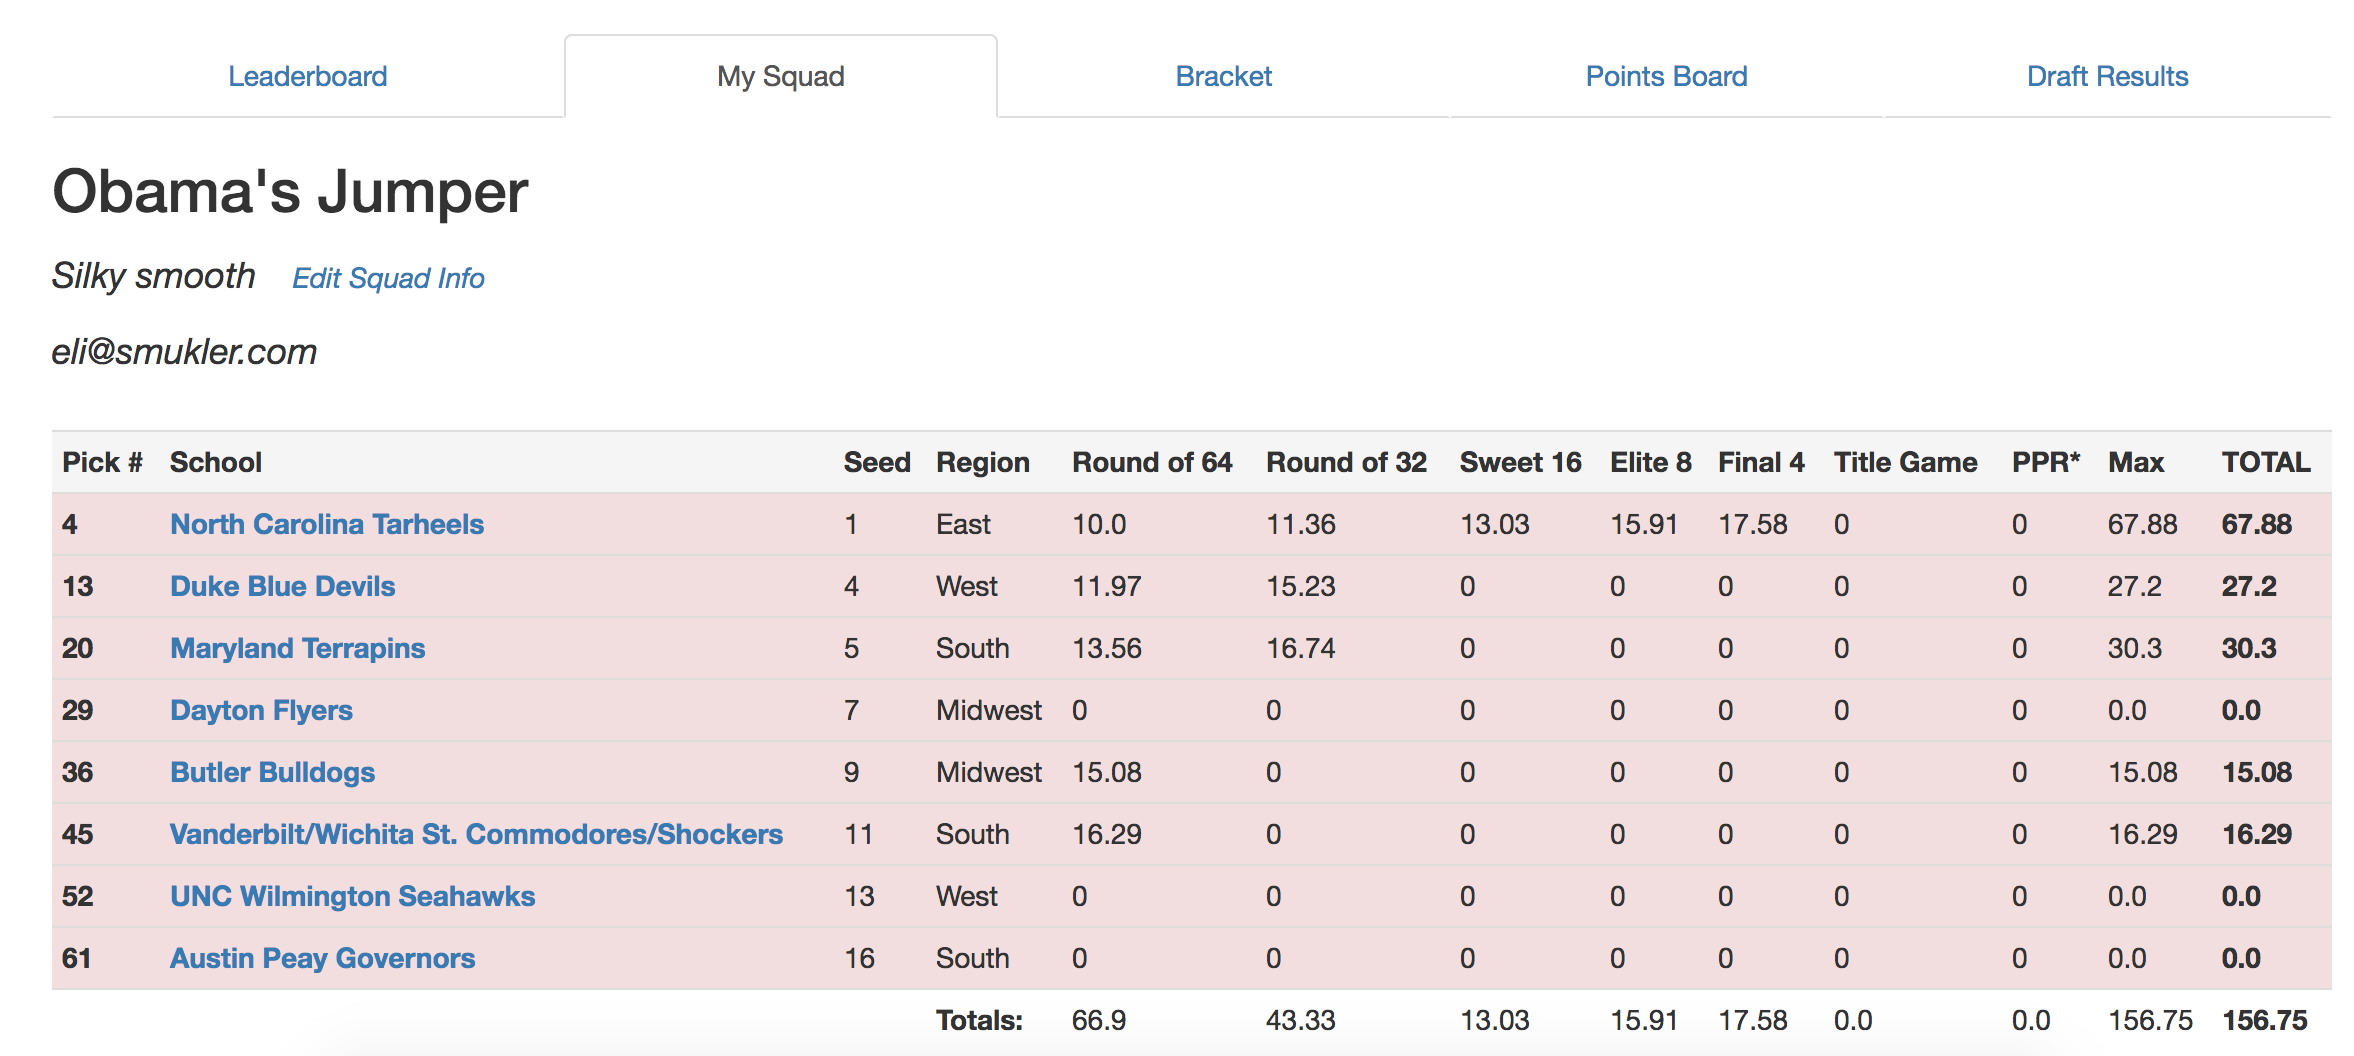 Leaderboard My Squad Bracket Points Board Draft Results
Obama's Jumper
Silky smooth Edit Squad Info
eli@smukler.com
Pick # School Seed Region Round of 64 Round of 32 Sweet 16 Elite 8 Final 4 Title Game PPR* Max TOTAL
4 North Carolina Tarheels 1 East 10.0 11.36 13.03 15.91 17.58 0 0 67.88 67.88
13 Duke Blue Devils 4 West 11.97 15.23 0 0 0 0 0 27.2 27.2
20 Maryland Terrapins 5 South 13.56 16.74 0 0 0 0 0 30.3 30.3
29 Dayton Flyers 7 Midwest 0 0 0 0 0 0 0 0.0 0.0
36 Butler Bulldogs 9 Midwest 15.08 0 0 0 0 0 0 15.08 15.08
45 Vanderbilt/Wichita St. Commodores/Shockers 11 South 16.29 0 0 0 0 0 0 16.29 16.29
52 UNC Wilmington Seahawks 13 West 0 0 0 0 0 0 0 0.0 0.0
61 Austin Peay Governors 16 South 0 0 0 0 0 0 0 0.0 0.0
Totals: 66.9 43.33 13.03 15.91 17.58 0.0 0.0 156.75 156.75